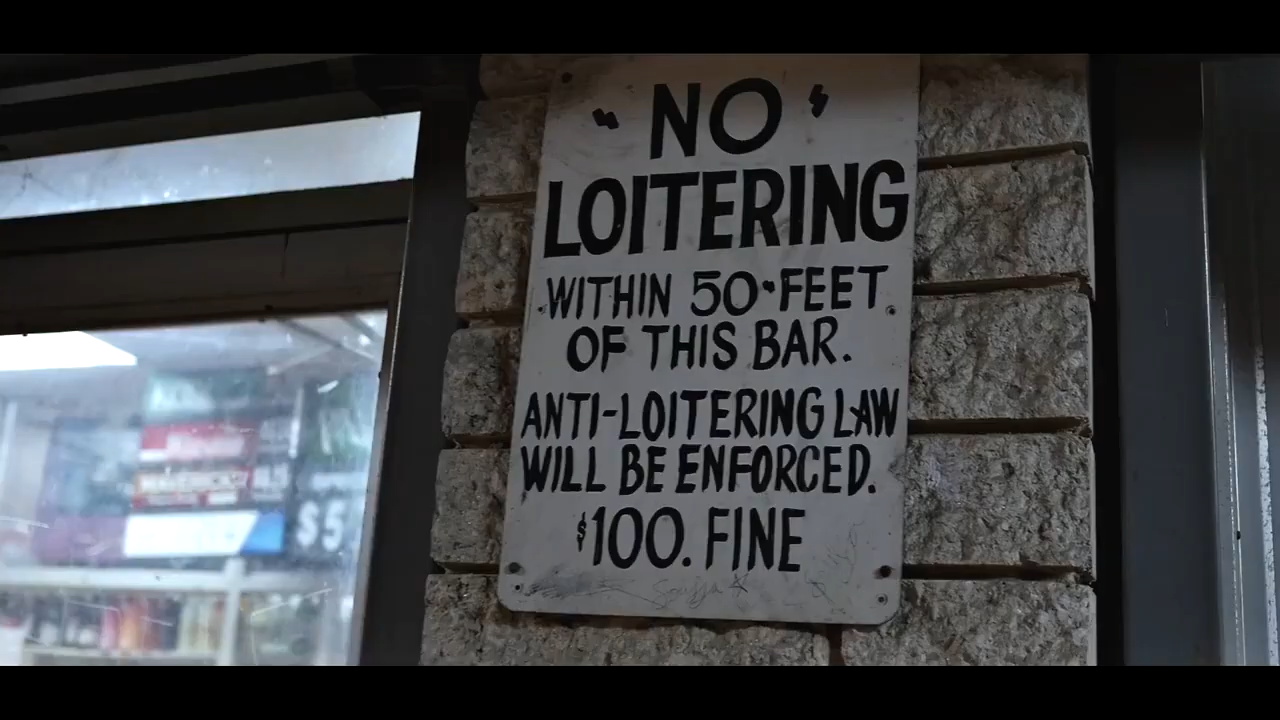 "NO"
LOITERING
WITHIN 50•FEET
OF THIS BAR.
ANTI-LOITERING LAW
WILL BE ENFORCED.
$100. FINE
$5